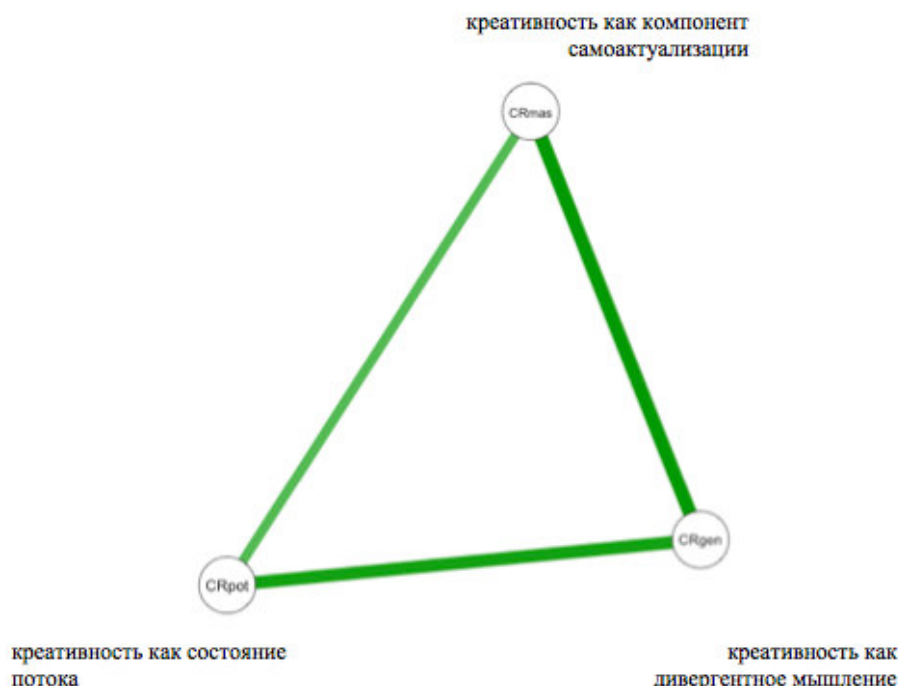 креативность как компонент
самоактуализации
CRmas
CRgen
CRpot
креативность как состояние
потока
креативность как
дивергентное мышление